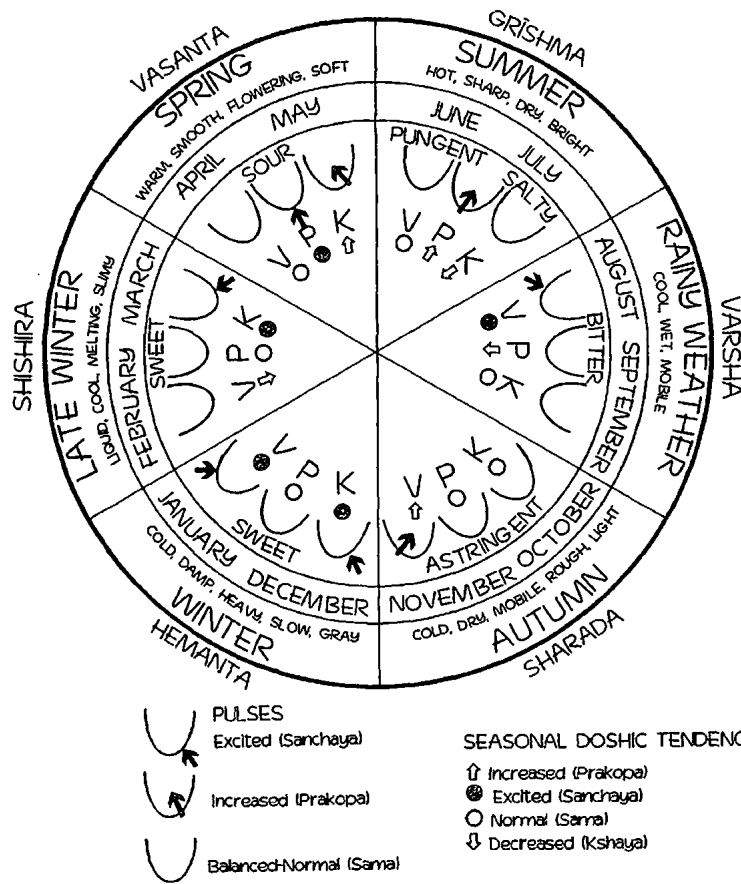 GRĪSHMA
SUMMER
HOT, SHARP, DRY, BRIGHT
JUNE
JULY
PUNGENT
SALTY
V P K
VARSHA
RAINY WEATHER
COOL, WET, MOBILE
AUGUST SEPTEMBER
BITTER
V P K
OCTOBER
NOVEMBER
ASTRINGENT
V P K
COLD, DRY, MOBILE, ROUGH, LIGHT
AUTUMN
SHARADA
JANUARY DECEMBER
SWEET
V P K
COLD, DAMP, HEAVY, SLOW, GRAY
WINTER
HEMANTA
SHISHIRA
LATE WINTER
LIQUID, COOL, MELTING, SLIMY
FEBRUARY MARCH
SWEET
V P K
VASANTA
SPRING
WARM, SMOOTH, FLOWERING, SOFT
APRIL
MAY
SOUR
V P K
PULSES
Excited (Sanchaya)
Increased (Prakopa)
Balanced-Normal (Sama)
SEASONAL DOSHIC TENDENC
Increased (Prakopa)
Excited (Sanchaya)
Normal (Sama)
Decreased (Kshaya)